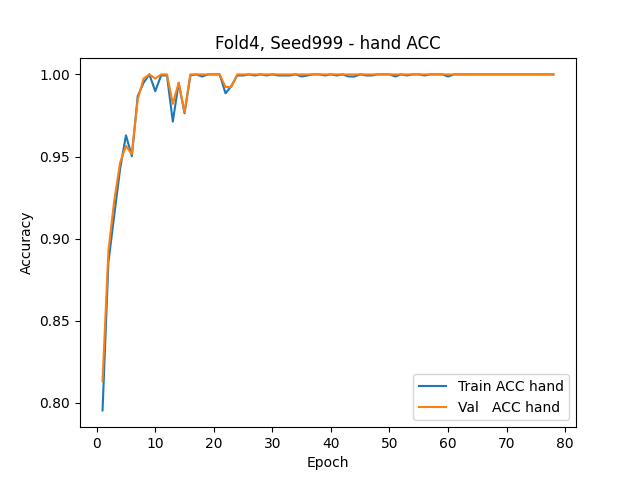 Fold4, Seed999 - hand ACC
1.00
0.95
0.90
0.85
0.80
Accuracy
Train ACC hand
Val   ACC hand
0 10 20 30 40 50 60 70 80
Epoch